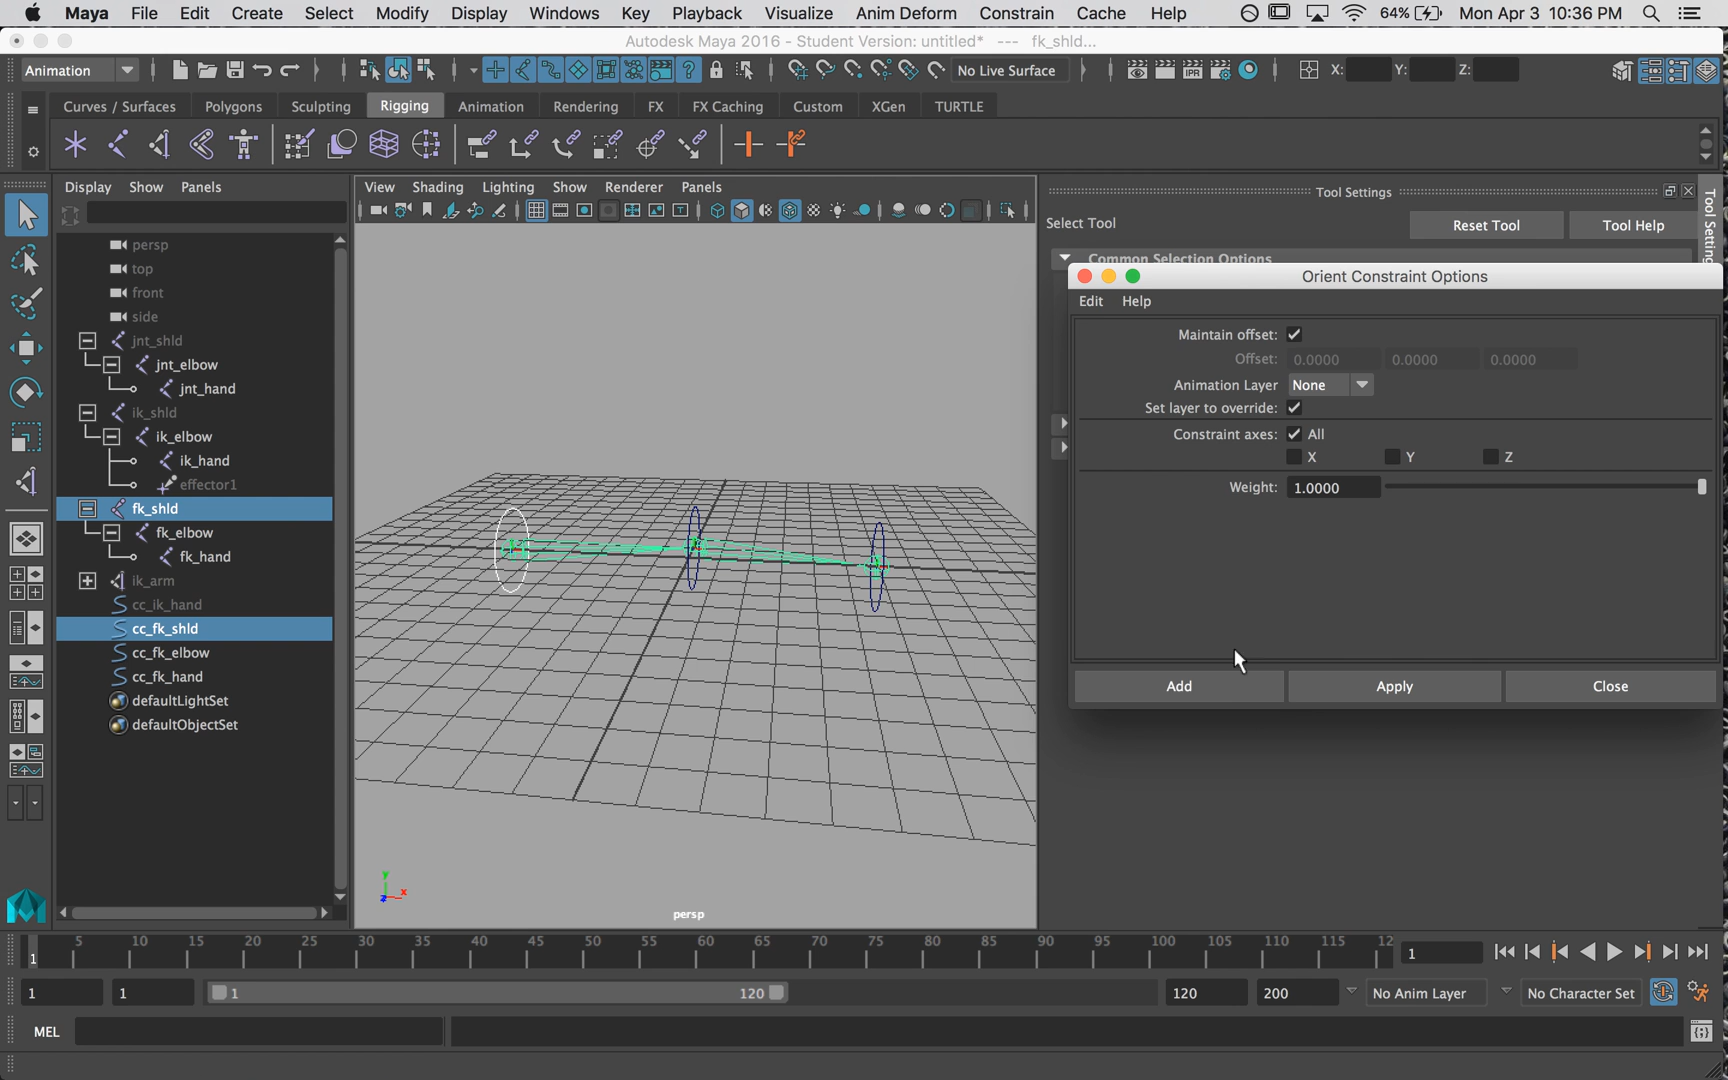 Maya File Edit Create Select Modify Display Windows Key Playback Visualize Anim Deform Constrain Cache Help 64% Mon Apr 3 10:36 PM
Autodesk Maya 2016 - Student Version: untitled* --- fk_shld...
Animation No Live Surface X: Y: Z:
Curves / Surfaces Polygons Sculpting Rigging Animation Rendering FX FX Caching Custom XGen TURTLE
Display Show Panels
View Shading Lighting Show Renderer Panels
Tool Settings
Select Tool
Reset Tool Tool Help
Common Selection Options
Orient Constraint Options
Edit Help
Maintain offset:
Offset: 0.0000 0.0000 0.0000
Animation Layer None
Set layer to override:
Constraint axes: All
X Y Z
Weight: 1.0000
Add Apply Close
persp
top
front
side
jnt_shld
jnt_elbow
jnt_hand
ik_shld
ik_elbow
ik_hand
effector1
fk_shld
fk_elbow
fk_hand
ik_arm
cc_ik_hand
cc_fk_shld
cc_fk_elbow
cc_fk_hand
defaultLightSet
defaultObjectSet
y
x
z
persp
5 10 15 20 25 30 35 40 45 50 55 60 65 70 75 80 85 90 95 100 105 110 115 12
1 1
1 1 1 120 120 200 No Anim Layer No Character Set
MEL